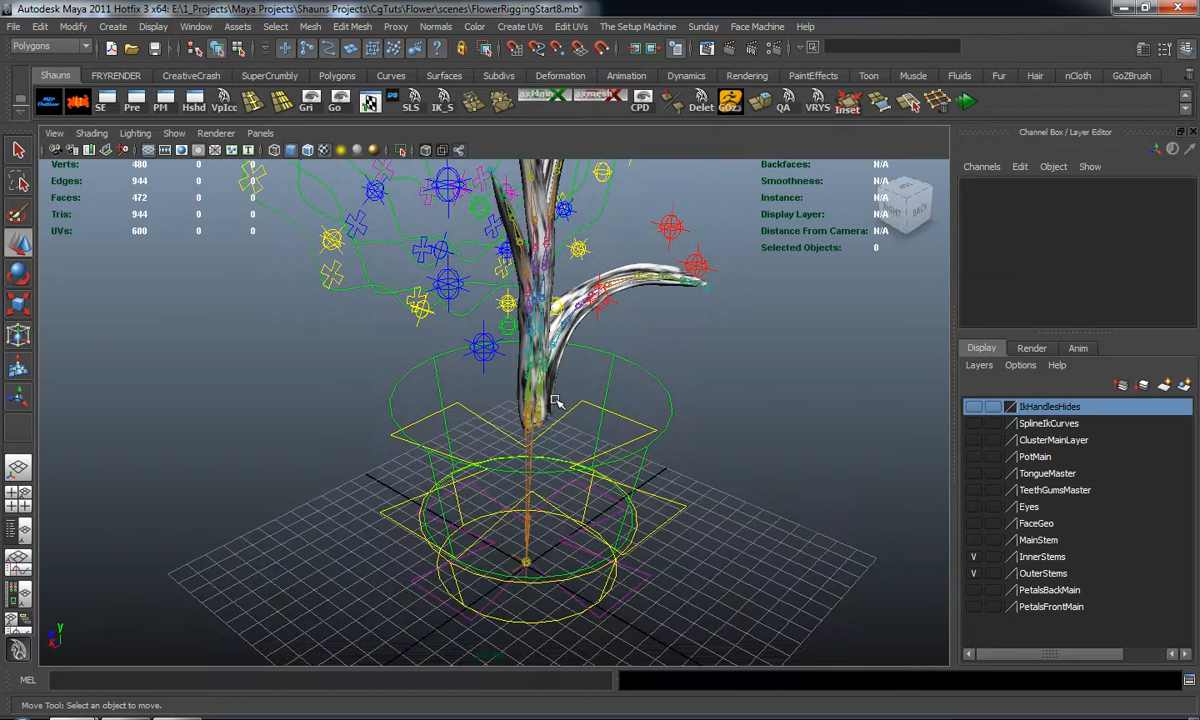 Autodesk Maya 2011 Hotfix 3 x64: E:\1_Projects\Maya Projects\Shauns Projects\CgTuts\Flower\scenes\FlowerRiggingStart8.mb*
File Edit Modify Create Display Window Assets Select Mesh Edit Mesh Proxy Normals Color Create UVs Edit UVs The Setup Machine Muscle Sunday Face Machine Help
Polygons
Shauns FRYRENDER CreativeCrash SuperCrumbly Polygons Curves Surfaces Subdivs Deformation Animation Dynamics Rendering PaintEffects Toon Muscle Fluids Fur Hair nCloth GoZBrush
SE Pre PM Hshd VpIcc Gri Go SLS IK_S axMain axmesh CPD Delet GOZs QA VRYS Inset
Channel Box / Layer Editor
View Shading Lighting Show Renderer Panels
Channels Edit Object Show
Verts: 480 0 0
Edges: 944 0 0
Faces: 472 0 0
Tris: 944 0 0
UVs: 600 0 0
Backfaces: N/A
Smoothness: N/A
Instance: N/A
Display Layer: N/A
Distance From Camera: N/A
Selected Objects: 0
RIGHT BACK
Display Render Anim
Layers Options Help
IkHandlesHides
SplineIkCurves
ClusterMainLayer
PotMain
TongueMaster
TeethGumsMaster
Eyes
FaceGeo
MainStem
V InnerStems
V OuterStems
PetalsBackMain
PetalsFrontMain
y
x
MEL
Move Tool: Select an object to move.